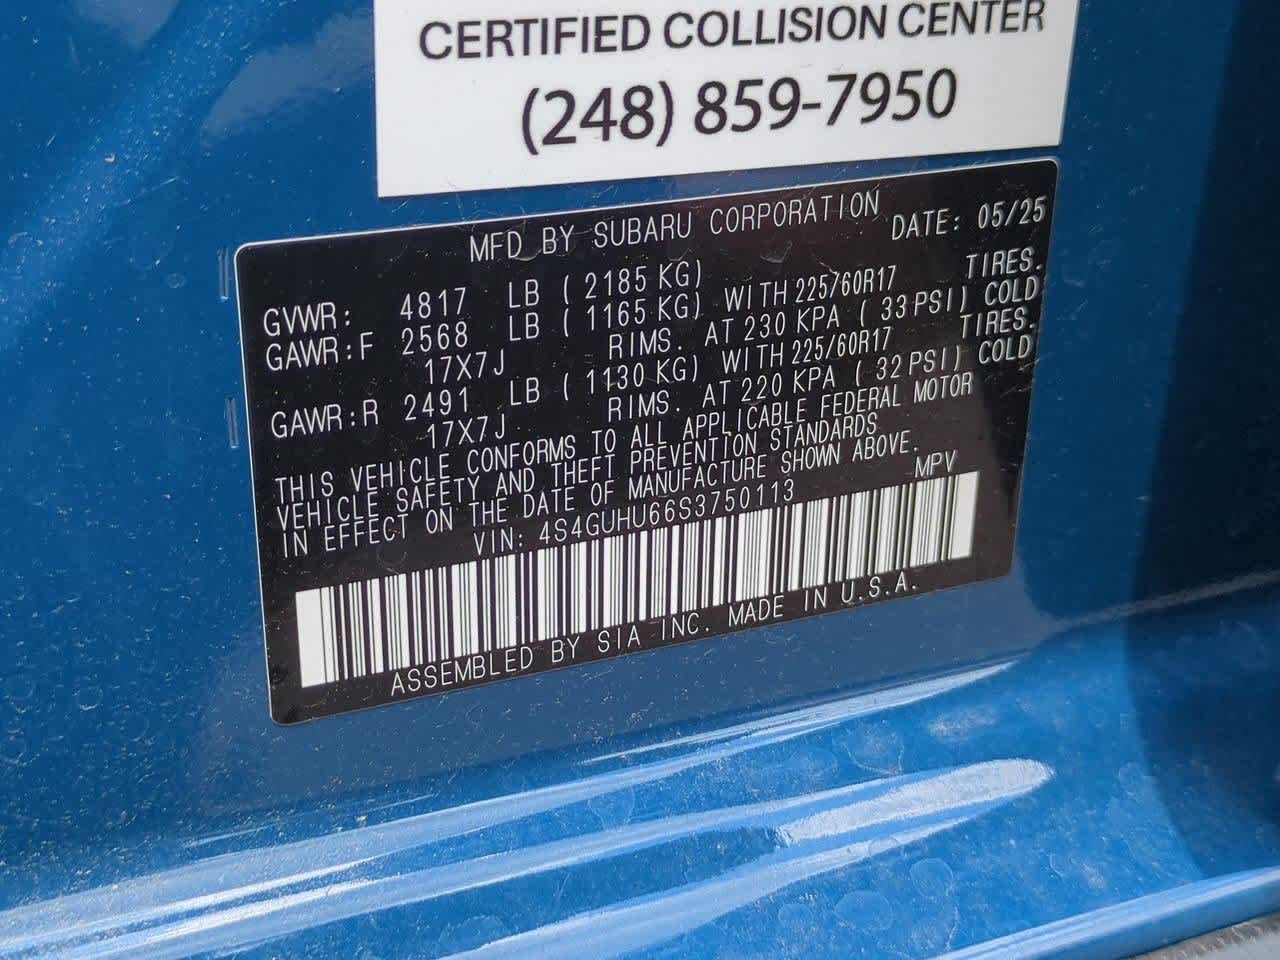 CERTIFIED COLLISION CENTER
(248) 859-7950
MFD BY SUBARU CORPORATION DATE: 05/25
GVWR: 4817 LB ( 2185 KG)
GAWR:F 2568 LB ( 1165 KG) WITH 225/60R17 TIRES.
17X7J RIMS. AT 230 KPA ( 33 PSI) COLD
GAWR:R 2491 LB ( 1130 KG) WITH 225/60R17 TIRES.
17X7J RIMS. AT 220 KPA ( 32 PSI) COLD
THIS VEHICLE CONFORMS TO ALL APPLICABLE FEDERAL MOTOR
VEHICLE SAFETY AND THEFT PREVENTION STANDARDS
IN EFFECT ON THE DATE OF MANUFACTURE SHOWN ABOVE.
VIN: 4S4GUHU66S3750113 MPV
ASSEMBLED BY SIA INC. MADE IN U.S.A.